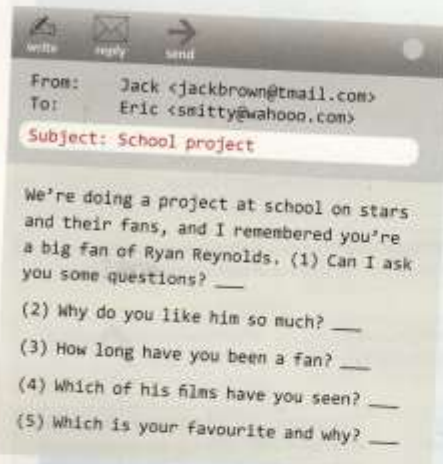 write reply send
From: Jack <jackbrown@tmail.com>
To: Eric <smitty@wahooo.com>
Subject: School project
We're doing a project at school on stars
and their fans, and I remembered you're
a big fan of Ryan Reynolds. (1) Can I ask
you some questions? ___
(2) Why do you like him so much? ___
(3) How long have you been a fan? ___
(4) Which of his films have you seen? ___
(5) Which is your favourite and why? ___